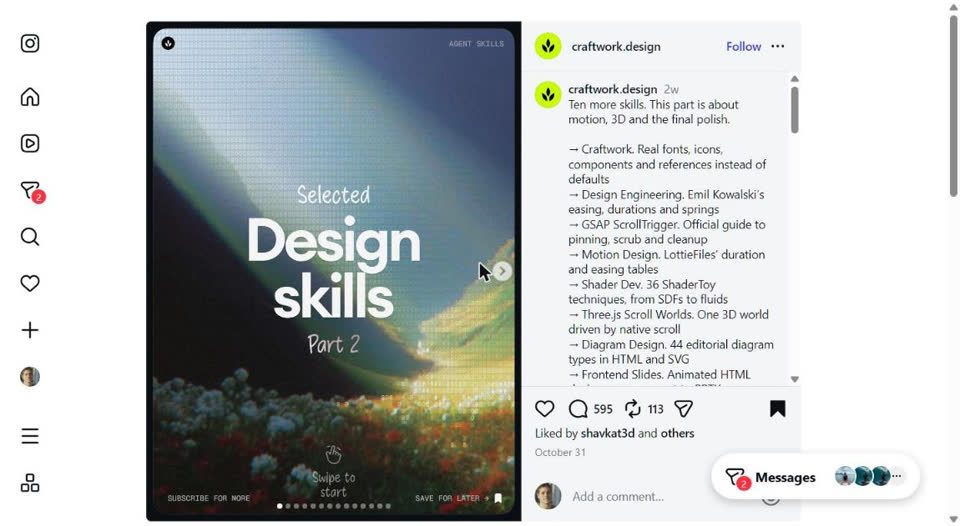 AGENT SKILLS
Selected
Design
skills
Part 2
Swipe to
start
SUBSCRIBE FOR MORE
SAVE FOR LATER →
craftwork.design
Follow
craftwork.design 2w
Ten more skills. This part is about
motion, 3D and the final polish.
→ Craftwork. Real fonts, icons,
components and references instead of
defaults
→ Design Engineering. Emil Kowalski's
easing, durations and springs
→ GSAP ScrollTrigger. Official guide to
pinning, scrub and cleanup
→ Motion Design. LottieFiles' duration
and easing tables
→ Shader Dev. 36 ShaderToy
techniques, from SDFs to fluids
→ Three.js Scroll Worlds. One 3D world
driven by native scroll
→ Diagram Design. 44 editorial diagram
types in HTML and SVG
→ Frontend Slides. Animated HTML
595
113
Liked by shavkat3d and others
October 31
Add a comment...
2
2
Messages